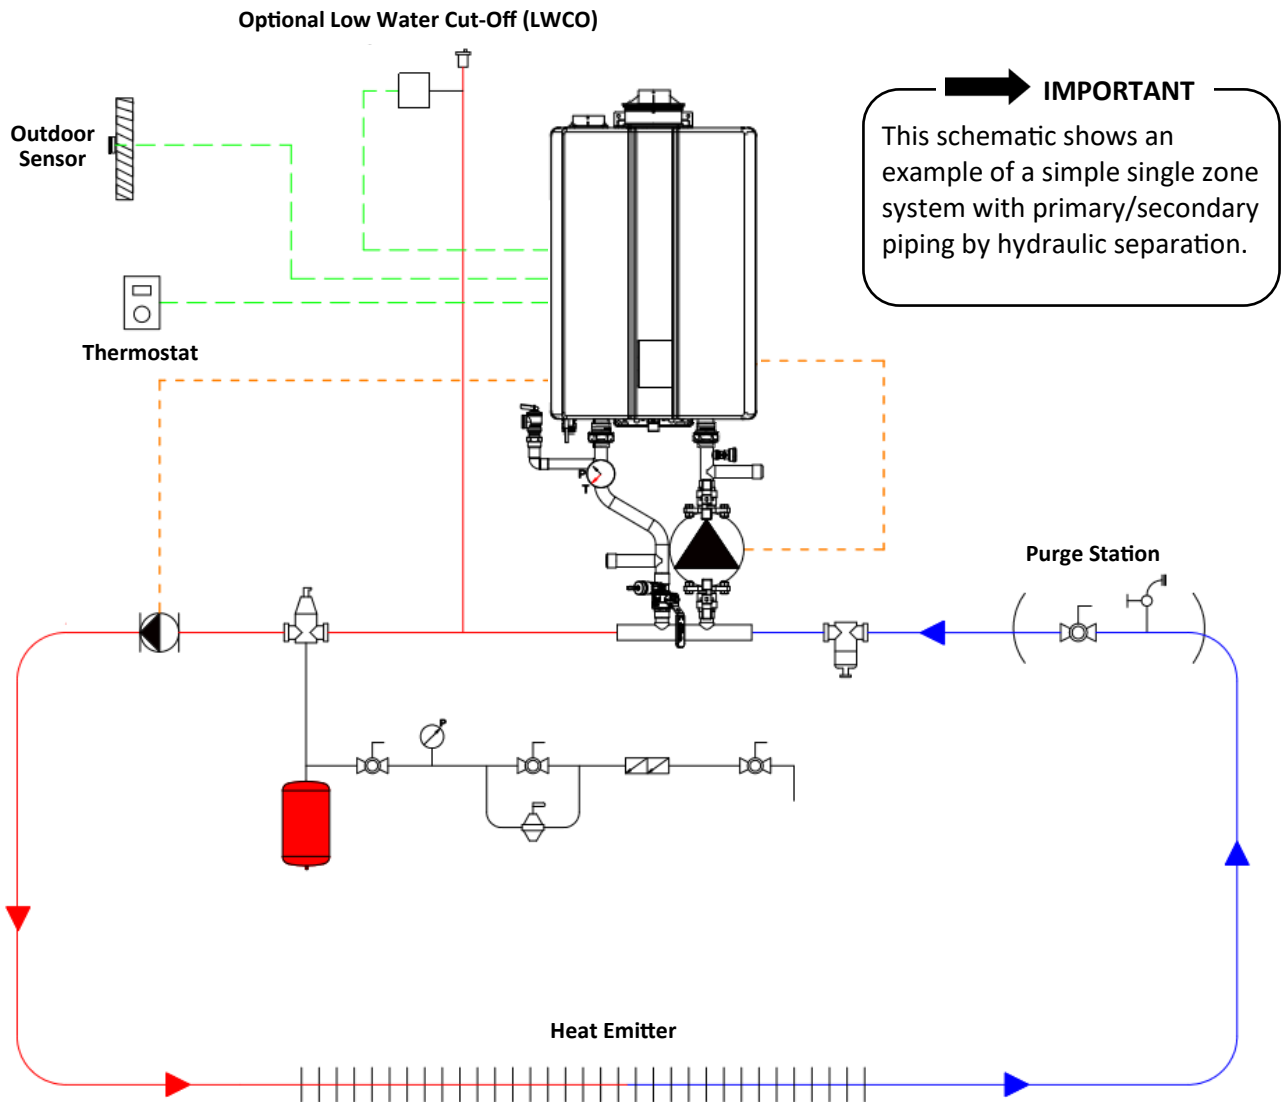 Optional Low Water Cut-Off (LWCO)
IMPORTANT
This schematic shows an
example of a simple single zone
system with primary/secondary
piping by hydraulic separation.
Outdoor
Sensor
Thermostat
P
T
Purge Station
P
Heat Emitter